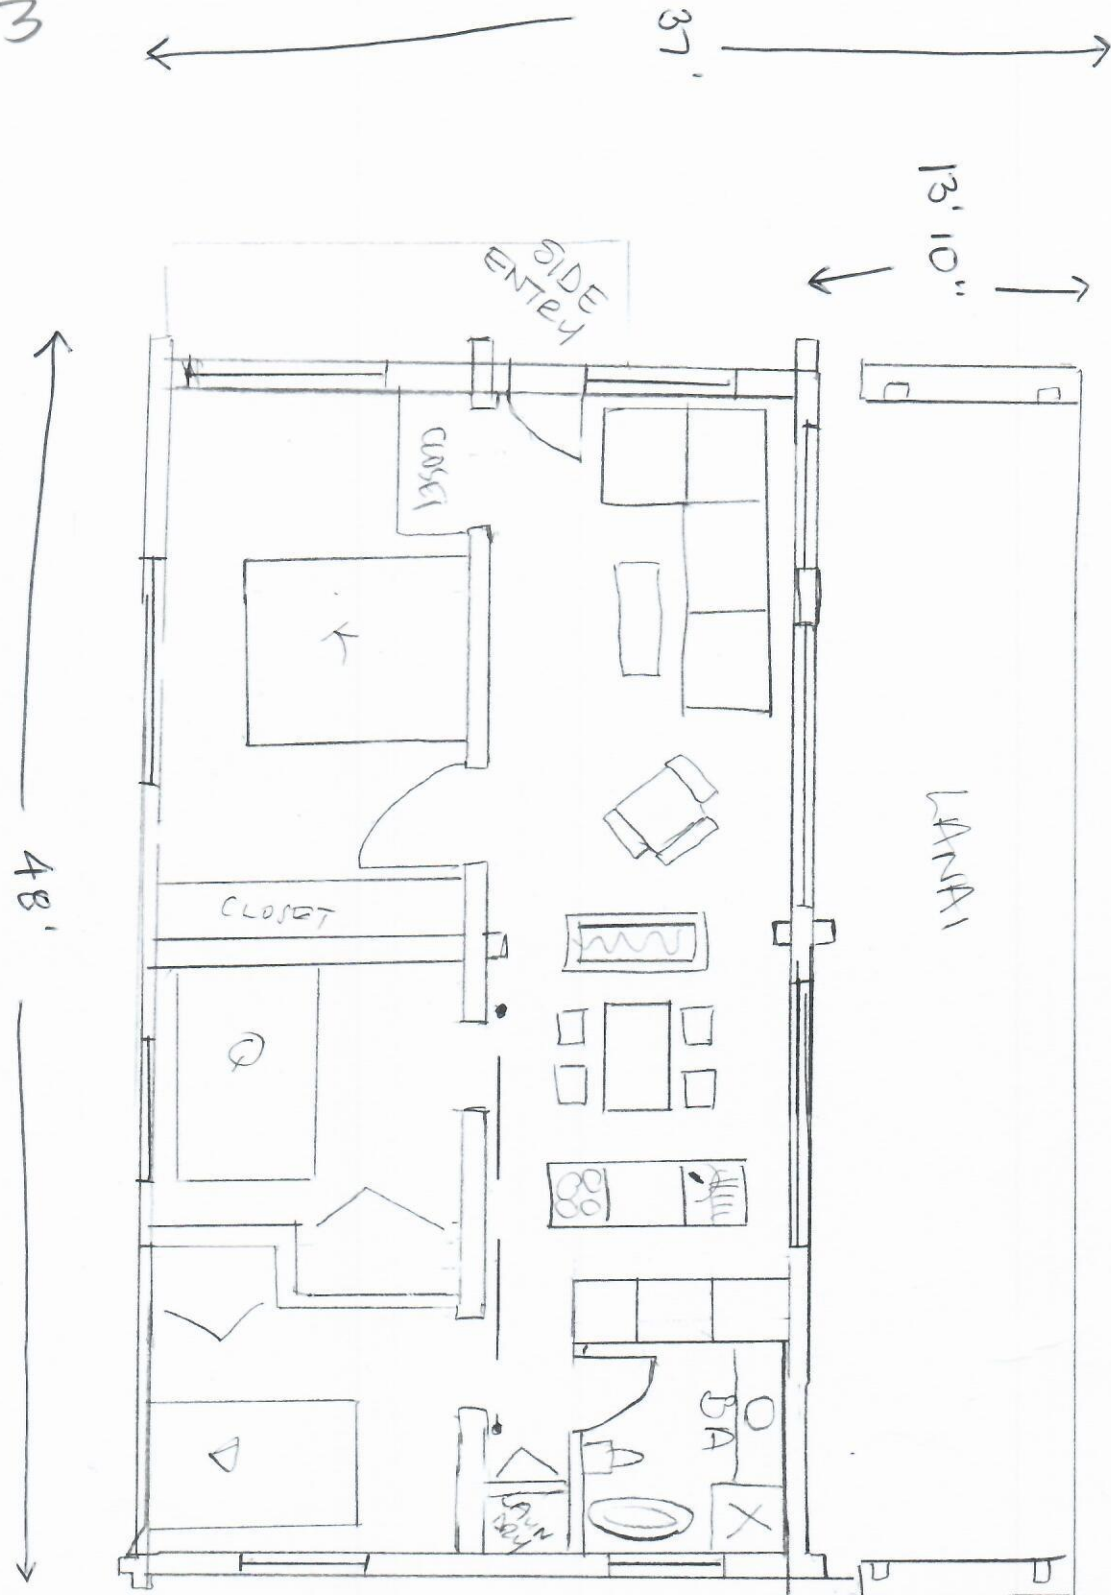 3
37'
13' 10"
SIDE
ENTRY
CLOSET
K
LANAI
48'
CLOSET
Q
BA
D
LAUN
DRY